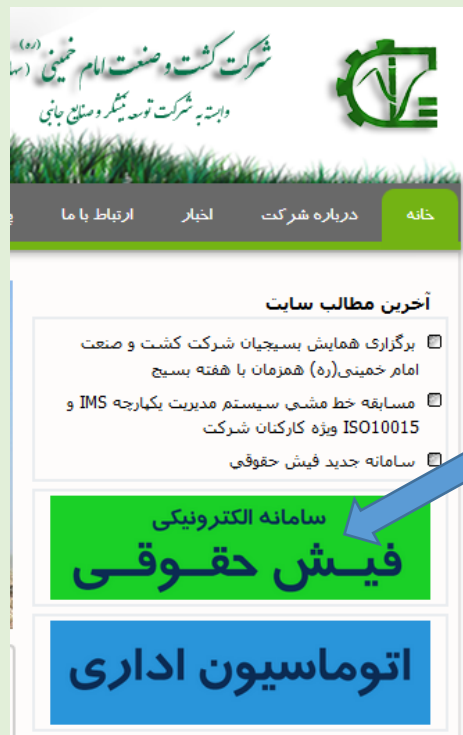 شرکت کشت و صنعت امام خمینی (ره)
وابسته به شرکت توسعه نیشکر و صنایع جانبی
خانه درباره شرکت اخبار ارتباط با ما
آخرین مطالب سایت
برگزاری همایش بسیجیان شرکت کشت و صنعت
امام خمینی(ره) همزمان با هفته بسیج
مسابقه خط مشی سیستم مدیریت یکپارچه IMS و
ISO10015 ویژه کارکنان شرکت
سامانه جدید فیش حقوقی
سامانه الکترونیکی
فیـش حقـوقـی
اتوماسیون اداری